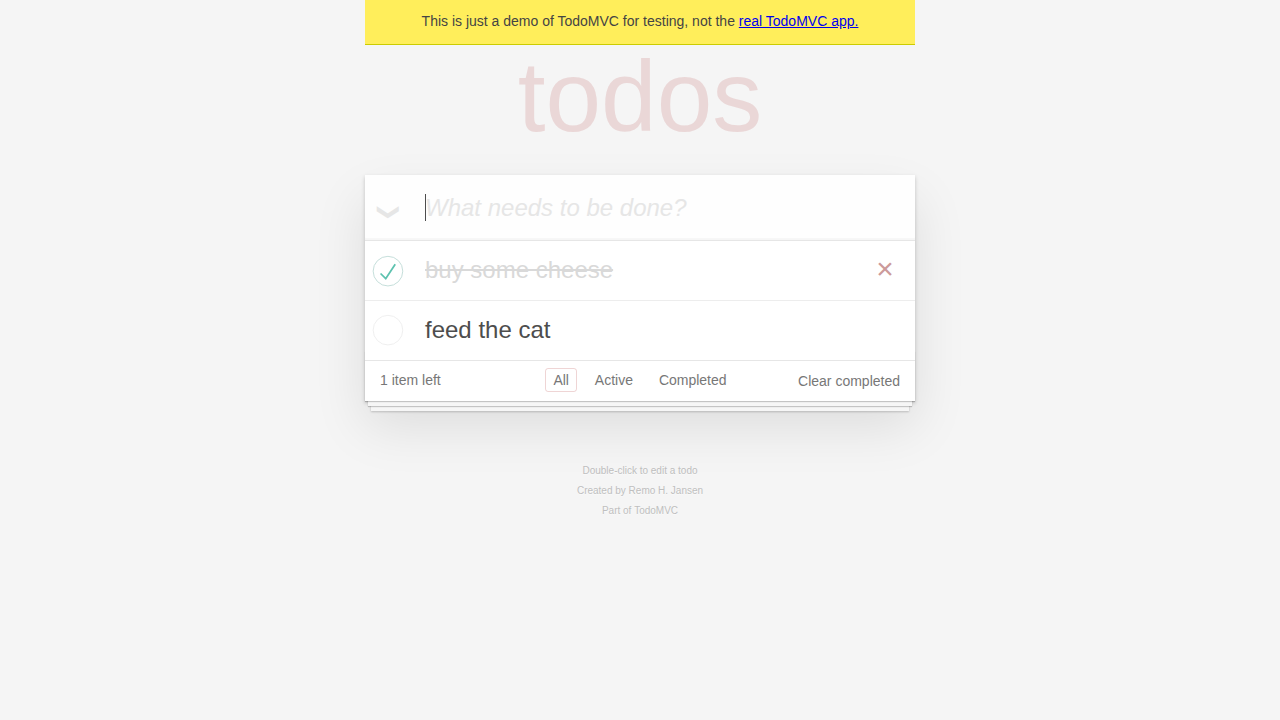 This is just a demo of TodoMVC for testing, not the real TodoMVC app.
todos
What needs to be done?
buy some cheese
feed the cat
1 item left All Active Completed Clear completed
Double-click to edit a todo
Created by Remo H. Jansen
Part of TodoMVC